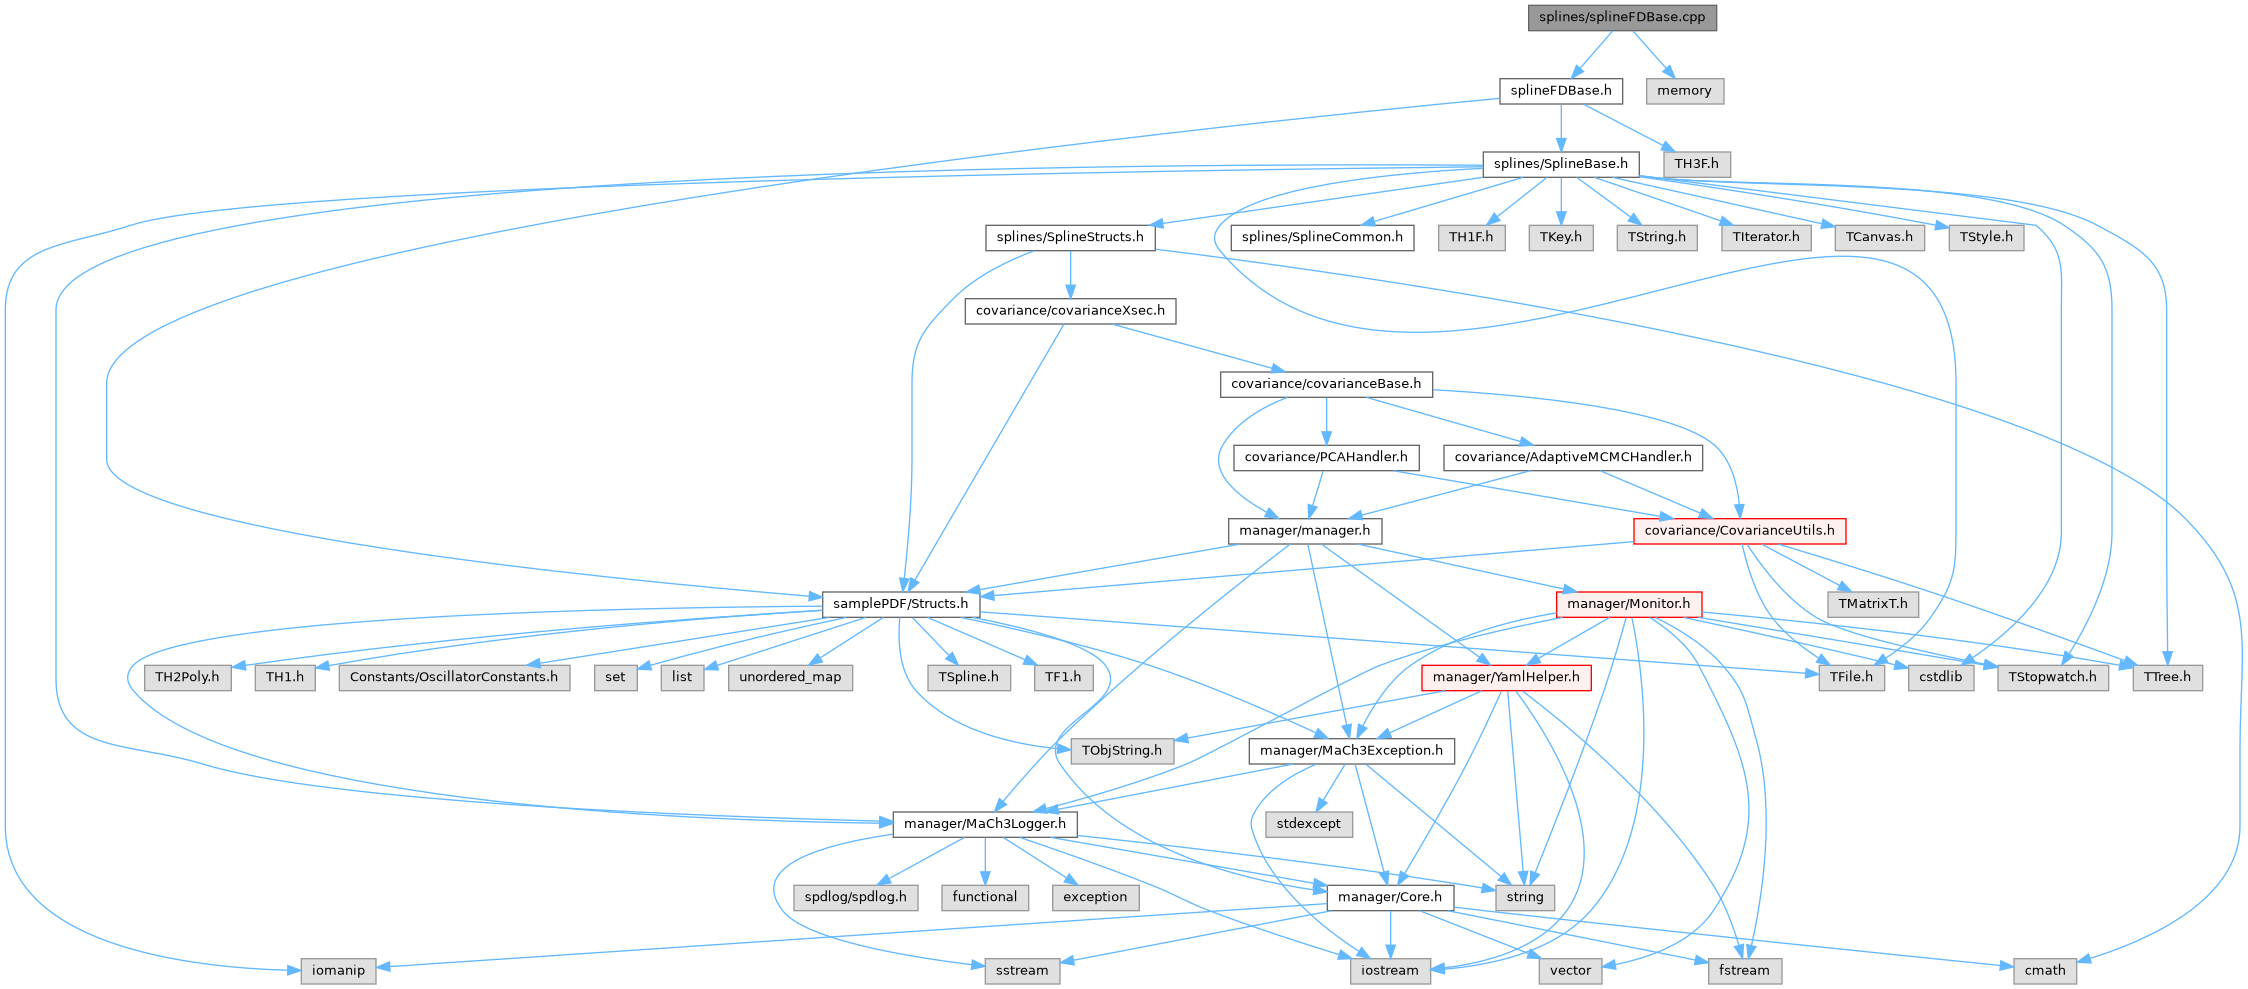 splines/splineFDBase.cpp
splineFDBase.h
memory
splines/SplineBase.h
TH3F.h
splines/SplineStructs.h
splines/SplineCommon.h
TH1F.h
TKey.h
TString.h
TIterator.h
TCanvas.h
TStyle.h
covariance/covarianceXsec.h
covariance/covarianceBase.h
covariance/PCAHandler.h
covariance/AdaptiveMCMCHandler.h
manager/manager.h
covariance/CovarianceUtils.h
samplePDF/Structs.h
manager/Monitor.h
TMatrixT.h
TH2Poly.h
TH1.h
Constants/OscillatorConstants.h
set
list
unordered_map
TSpline.h
TF1.h
manager/YamlHelper.h
TFile.h
cstdlib
TStopwatch.h
TTree.h
TObjString.h
manager/MaCh3Exception.h
manager/MaCh3Logger.h
stdexcept
spdlog/spdlog.h
functional
exception
manager/Core.h
string
iomanip
sstream
iostream
vector
fstream
cmath